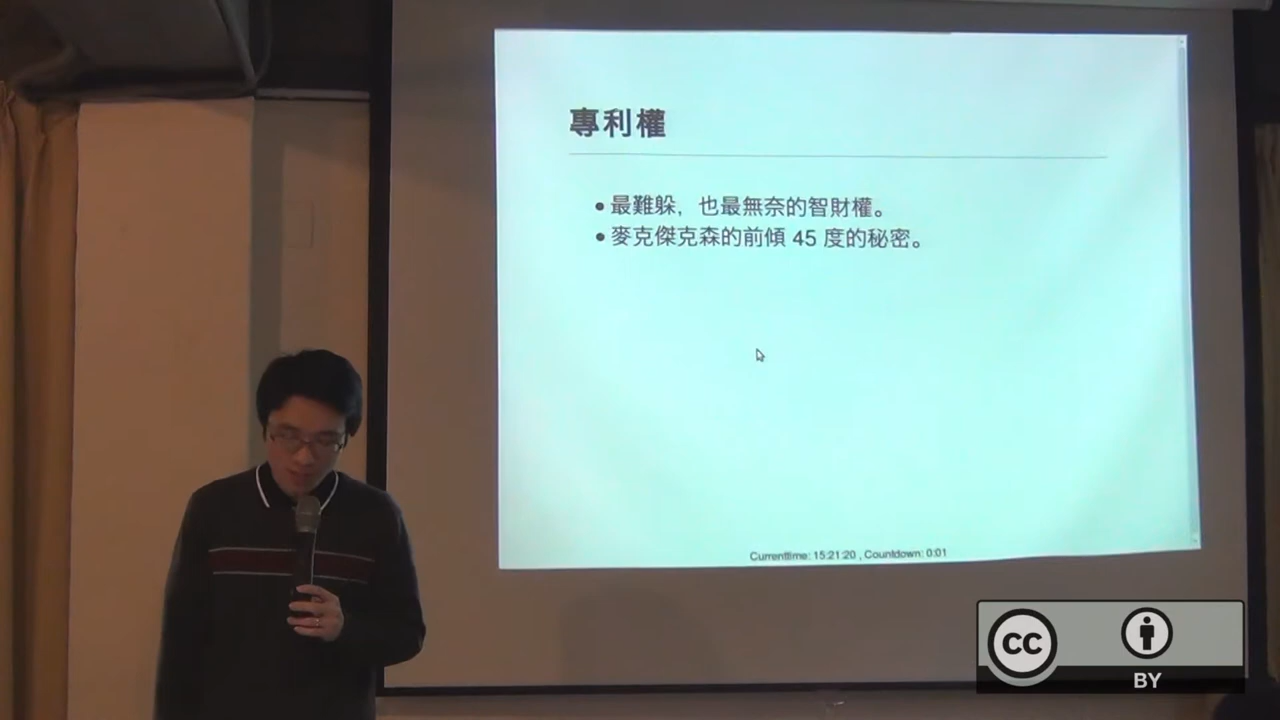 專利權
• 最難躲，也最無奈的智財權。
• 麥克傑克森的前傾 45 度的秘密。
Currenttime: 15:21:20 , Countdown: 0:01
cc
BY